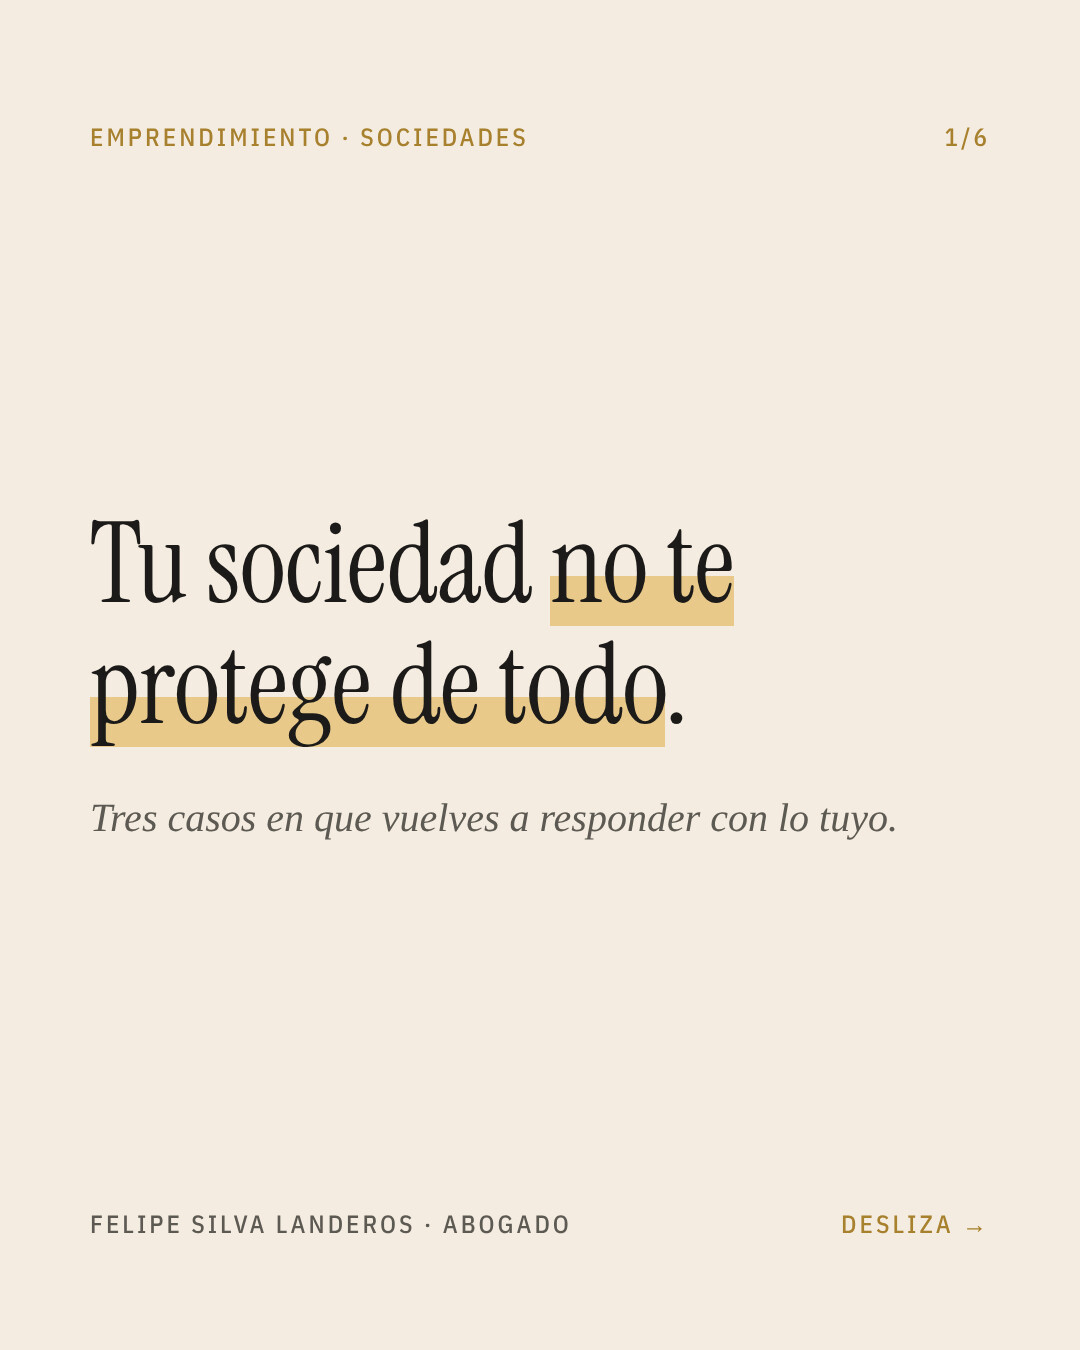 EMPRENDIMIENTO · SOCIEDADES
1/6
Tu sociedad no te
protege de todo.
Tres casos en que vuelves a responder con lo tuyo.
FELIPE SILVA LANDEROS · ABOGADO
DESLIZA →